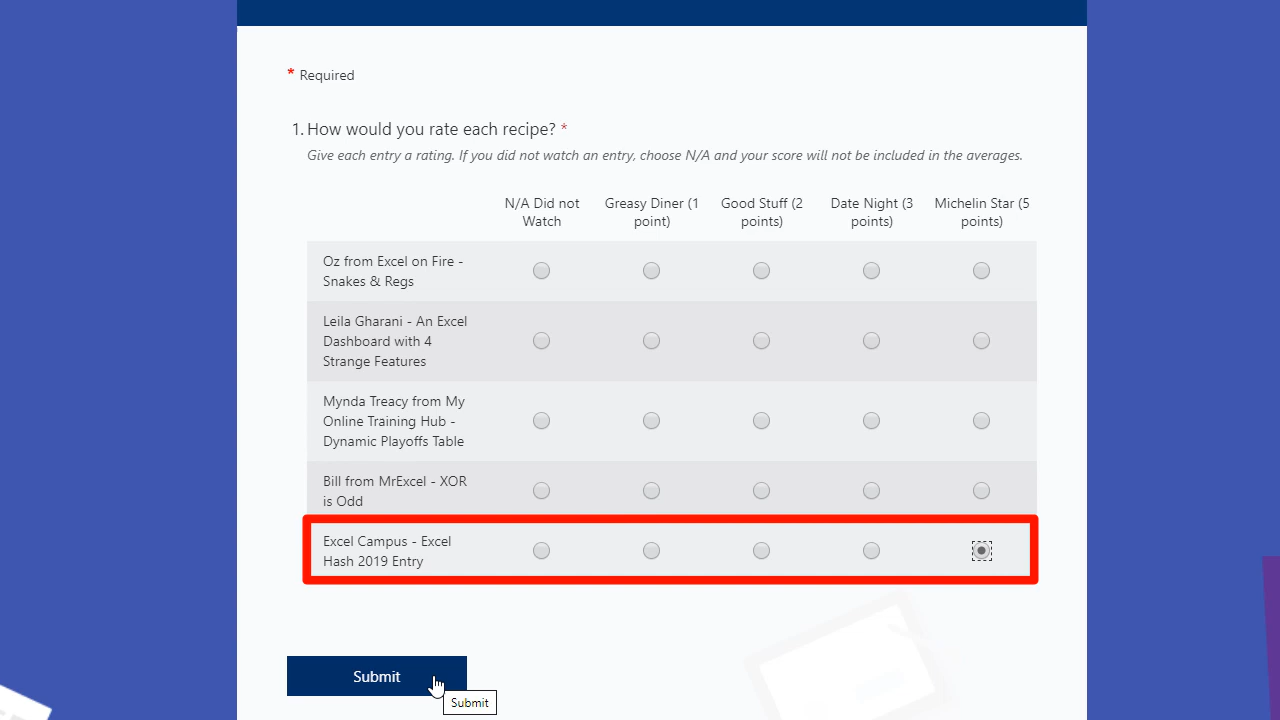 * Required
1. How would you rate each recipe? *
Give each entry a rating. If you did not watch an entry, choose N/A and your score will not be included in the averages.
N/A Did not
Watch
Greasy Diner (1
point)
Good Stuff (2
points)
Date Night (3
points)
Michelin Star (5
points)
Oz from Excel on Fire -
Snakes & Regs
Leila Gharani - An Excel
Dashboard with 4
Strange Features
Mynda Treacy from My
Online Training Hub -
Dynamic Playoffs Table
Bill from MrExcel - XOR
is Odd
Excel Campus - Excel
Hash 2019 Entry
Submit
Submit